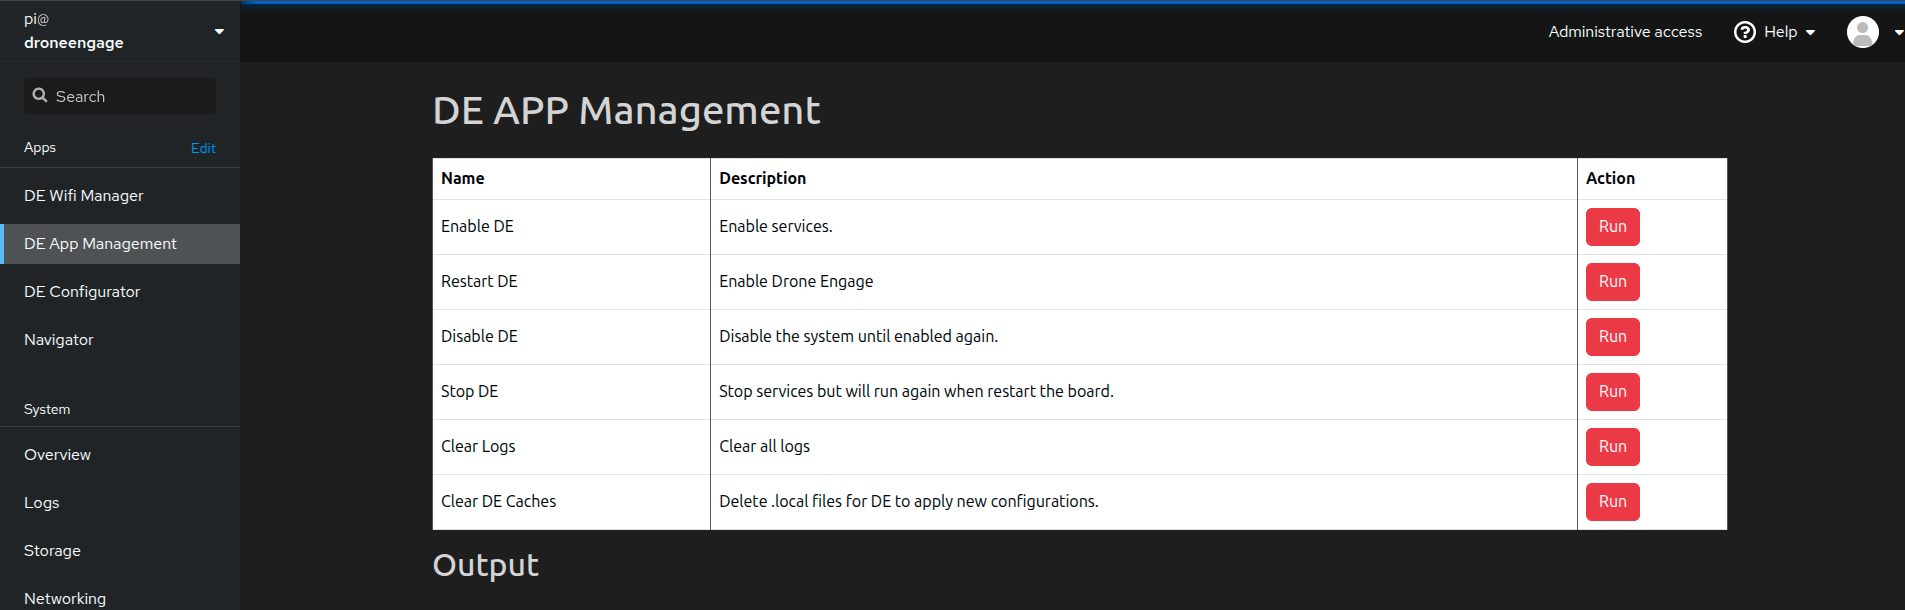 pi@
droneengage
Administrative access
Help
Search
Apps
Edit
DE Wifi Manager
DE App Management
DE Configurator
Navigator
System
Overview
Logs
Storage
Networking
DE APP Management
Name Description Action
Enable DE Enable services. Run
Restart DE Enable Drone Engage Run
Disable DE Disable the system until enabled again. Run
Stop DE Stop services but will run again when restart the board. Run
Clear Logs Clear all logs Run
Clear DE Caches Delete .local files for DE to apply new configurations. Run
Output